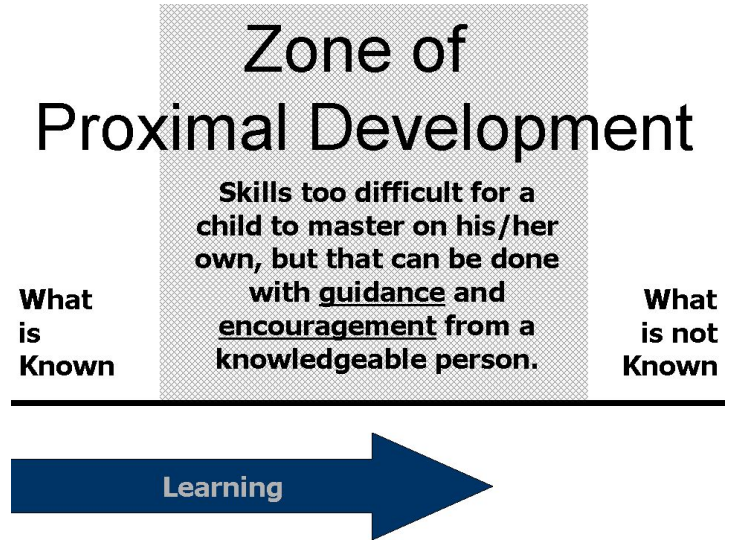 Zone of
Proximal Development
Skills too difficult for a
child to master on his/her
own, but that can be done
with guidance and
encouragement from a
knowledgeable person.
What
is
Known
What
is not
Known
Learning